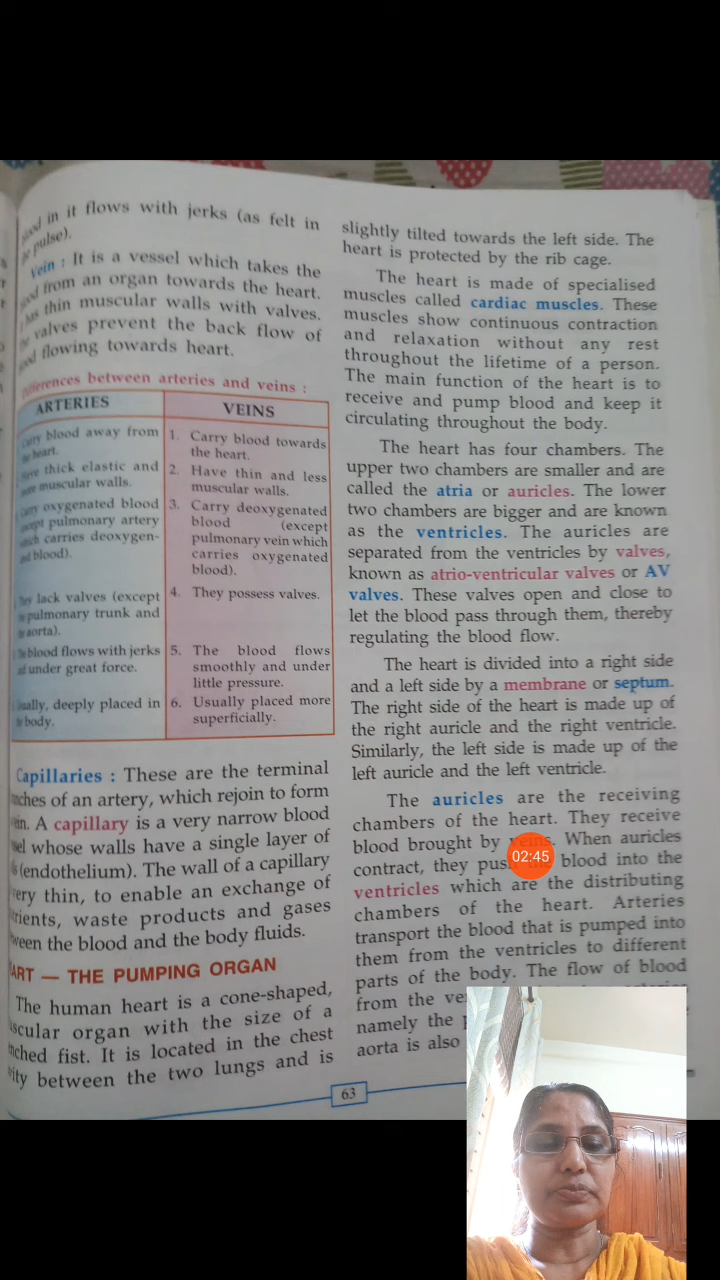 in it flows with jerks (as felt in
pulse).
Vein : It is a vessel which takes the
from an organ towards the heart.
thin muscular walls with valves.
valves prevent the back flow of
flowing towards heart.
Differences between arteries and veins :
ARTERIES
Carry blood away from
heart.
thick elastic and
muscular walls.
oxygenated blood
pulmonary artery
carries deoxygen-
blood).
lack valves (except
pulmonary trunk and
aorta).
blood flows with jerks
under great force.
deeply placed in
body.
VEINS
1. Carry blood towards
the heart.
2. Have thin and less
muscular walls.
3. Carry deoxygenated
blood (except
pulmonary vein which
carries oxygenated
blood).
4. They possess valves.
5. The blood flows
smoothly and under
little pressure.
6. Usually placed more
superficially.
Capillaries : These are the terminal
of an artery, which rejoin to form
A capillary is a very narrow blood
whose walls have a single layer of
(endothelium). The wall of a capillary
very thin, to enable an exchange of
waste products and gases
between the blood and the body fluids.
— THE PUMPING ORGAN
The human heart is a cone-shaped,
organ with the size of a
fist. It is located in the chest
between the two lungs and is
slightly tilted towards the left side. The
heart is protected by the rib cage.
The heart is made of specialised
muscles called cardiac muscles. These
muscles show continuous contraction
and relaxation without any rest
throughout the lifetime of a person.
The main function of the heart is to
receive and pump blood and keep it
circulating throughout the body.
The heart has four chambers. The
upper two chambers are smaller and are
called the atria or auricles. The lower
two chambers are bigger and are known
as the ventricles. The auricles are
separated from the ventricles by valves,
known as atrio-ventricular valves or AV
valves. These valves open and close to
let the blood pass through them, thereby
regulating the blood flow.
The heart is divided into a right side
and a left side by a membrane or septum.
The right side of the heart is made up of
the right auricle and the right ventricle.
Similarly, the left side is made up of the
left auricle and the left ventricle.
The auricles are the receiving
chambers of the heart. They receive
blood brought by When auricles
contract, they blood into the
ventricles which are the distributing
chambers of the heart. Arteries
transport the blood that is pumped into
them from the ventricles to different
parts of the body. The flow of blood
from the
namely the
aorta is also
02:45
63